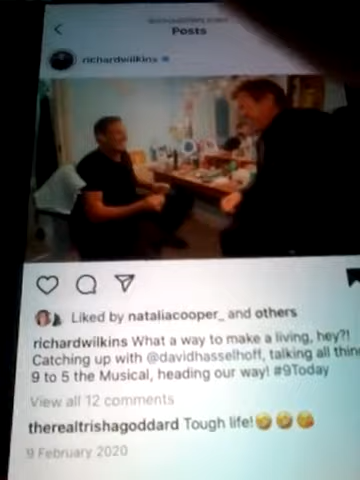 Posts
richardwilkins
Liked by nataliacooper_ and others
richardwilkins What a way to make a living, hey?!
Catching up with @davidhasselhoff, talking all thin
9 to 5 the Musical, heading our way! #9Today
View all 12 comments
therealtrishagoddard Tough life!🤣🤣😘
9 February 2020